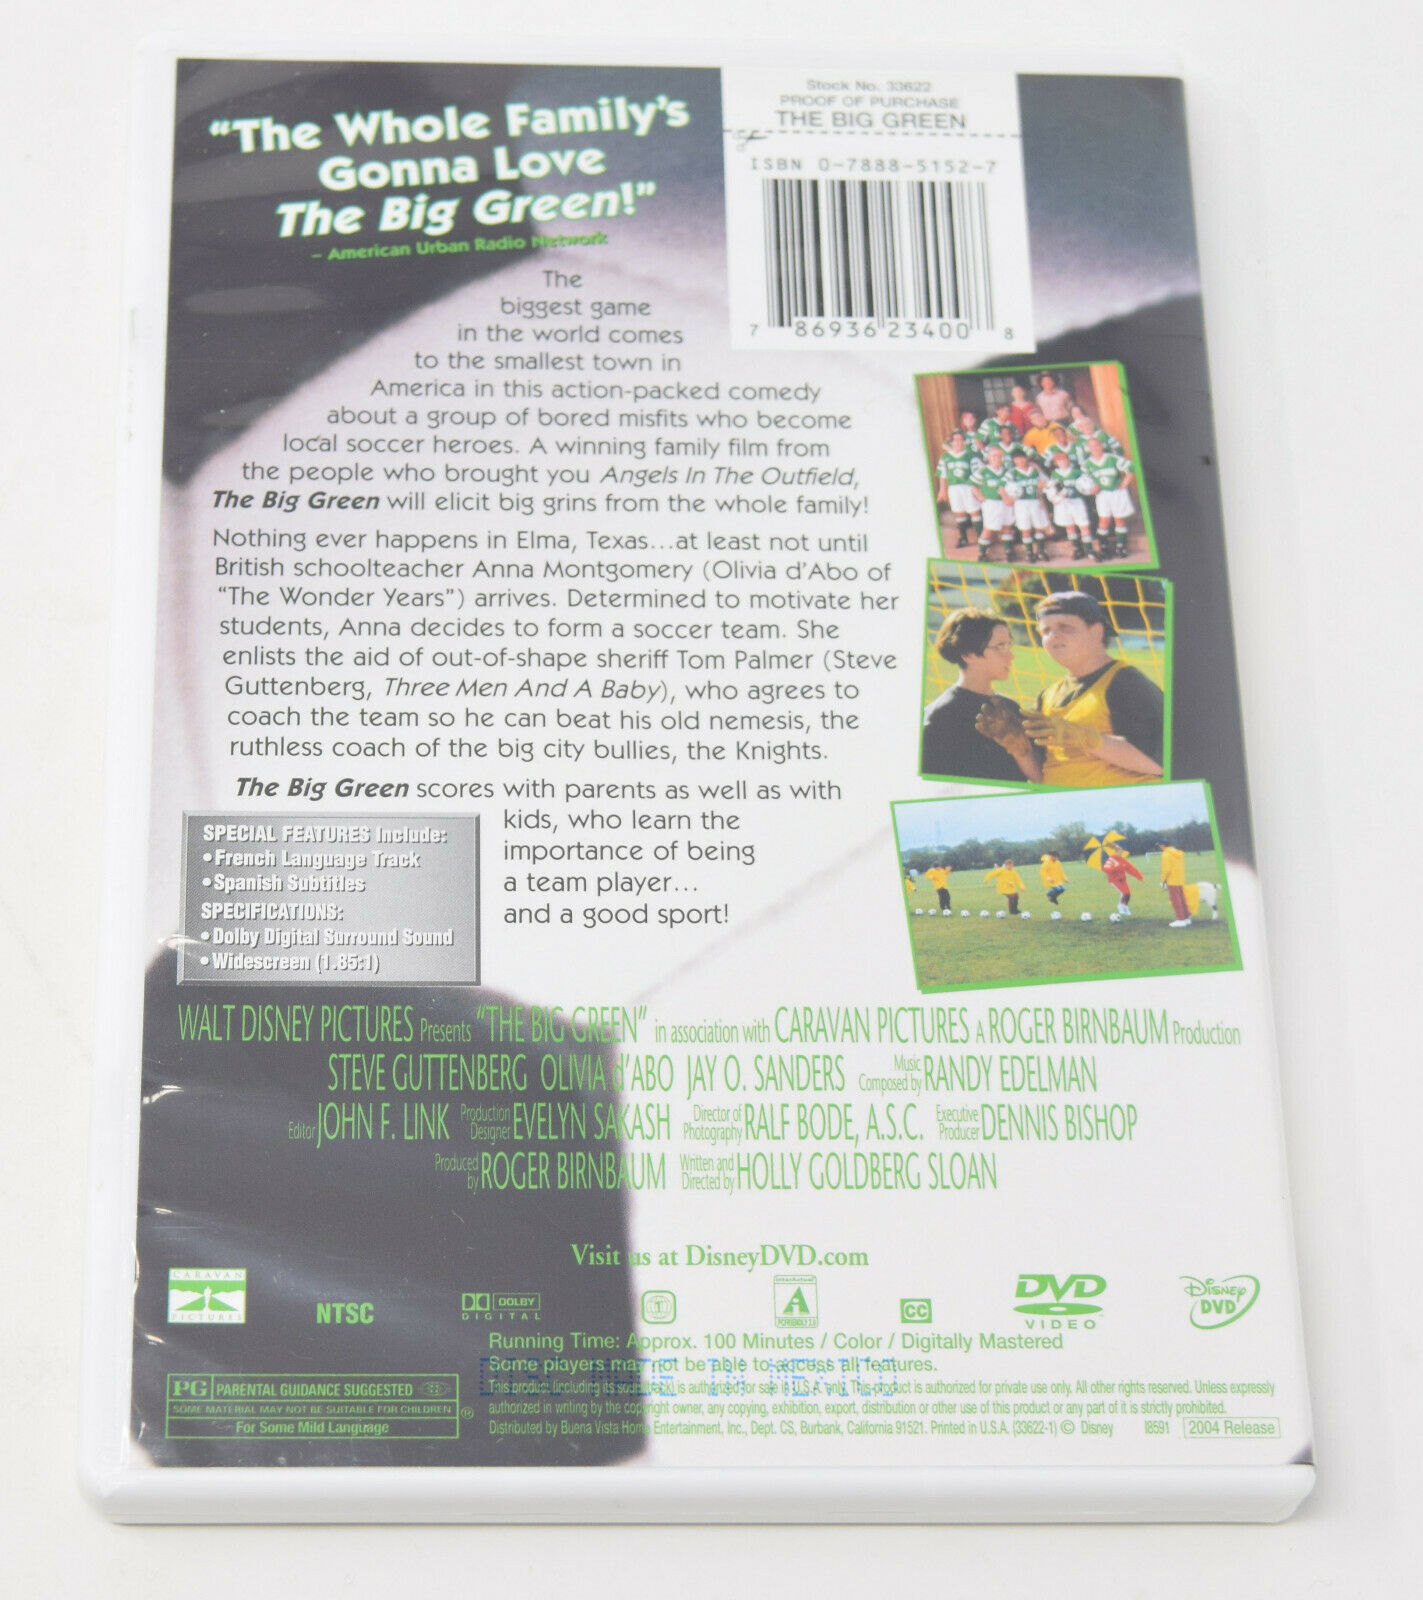 "The Whole Family's
Gonna Love
The Big Green!"
– American Urban Radio Network
Stock No. 33622
PROOF OF PURCHASE
THE BIG GREEN
ISBN 0-7888-5152-7
7 86936 23400 8
The
biggest game
in the world comes
to the smallest town in
America in this action-packed comedy
about a group of bored misfits who become
local soccer heroes. A winning family film from
the people who brought you Angels In The Outfield,
The Big Green will elicit big grins from the whole family!
Nothing ever happens in Elma, Texas...at least not until
British schoolteacher Anna Montgomery (Olivia d'Abo of
"The Wonder Years") arrives. Determined to motivate her
students, Anna decides to form a soccer team. She
enlists the aid of out-of-shape sheriff Tom Palmer (Steve
Guttenberg, Three Men And A Baby), who agrees to
coach the team so he can beat his old nemesis, the
ruthless coach of the big city bullies, the Knights.
The Big Green scores with parents as well as with
kids, who learn the
importance of being
a team player...
and a good sport!
SPECIAL FEATURES Include:
• French Language Track
• Spanish Subtitles
SPECIFICATIONS:
• Dolby Digital Surround Sound
• Widescreen (1.85:1)
WALT DISNEY PICTURES Presents "THE BIG GREEN" in association with CARAVAN PICTURES A ROGER BIRNBAUM Production
STEVE GUTTENBERG OLIVIA d'ABO JAY O. SANDERS Music Composed by RANDY EDELMAN
Editor JOHN F. LINK Production Designer EVELYN SAKASH Director of Photography RALF BODE, A.S.C. Executive Producer DENNIS BISHOP
Produced by ROGER BIRNBAUM Written and Directed by HOLLY GOLDBERG SLOAN
Visit us at DisneyDVD.com
CARAVAN
PICTURES
NTSC
DOLBY
DIGITAL
1
InterActual
CC
DVD
VIDEO
Disney
DVD
Running Time: Approx. 100 Minutes / Color / Digitally Mastered
Some players may not be able to access all features.
DISC MADE IN MEXICO
This product (including its soundtrack) is authorized for sale in U.S.A. only. This product is authorized for private use only. All other rights reserved. Unless expressly
authorized in writing by the copyright owner, any copying, exhibition, export, distribution or other use of this product or any part of it is strictly prohibited.
Distributed by Buena Vista Home Entertainment, Inc., Dept. CS, Burbank, California 91521. Printed in U.S.A. (33622-1) © Disney I8591 2004 Release
PG PARENTAL GUIDANCE SUGGESTED
SOME MATERIAL MAY NOT BE SUITABLE FOR CHILDREN ®
For Some Mild Language